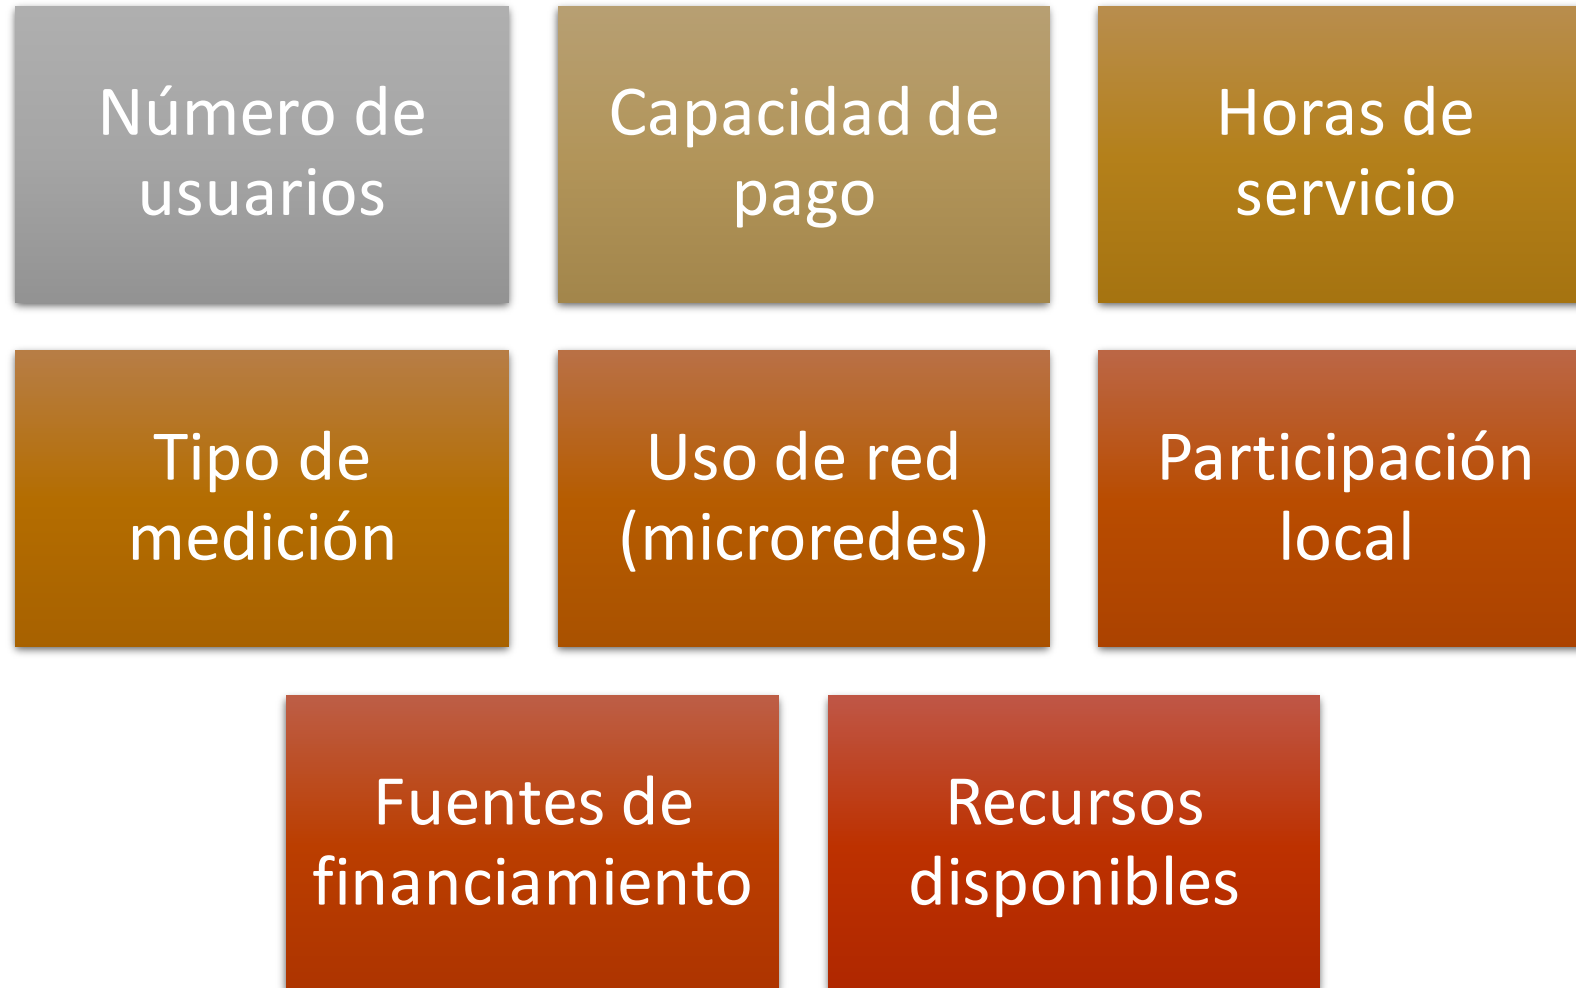 Número de
usuarios
Capacidad de
pago
Horas de
servicio
Tipo de
medición
Uso de red
(microredes)
Participación
local
Fuentes de
financiamiento
Recursos
disponibles